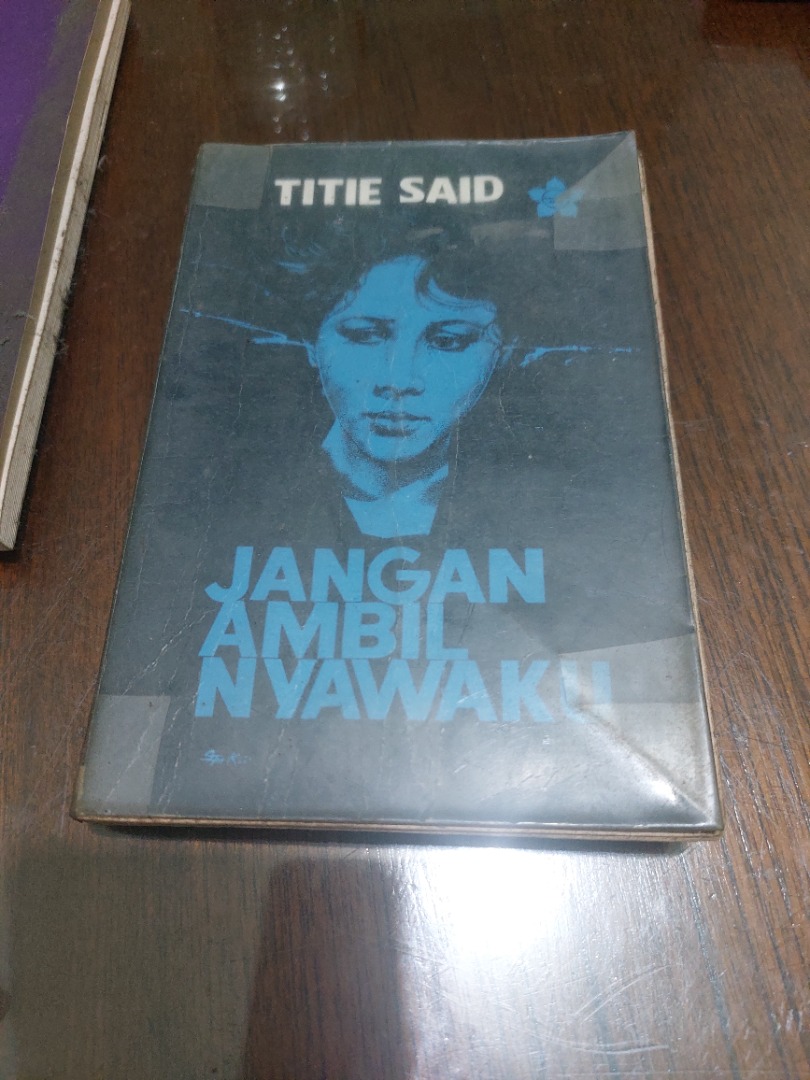 TITIE SAID
JANGAN
AMBIL
NYAWAKU